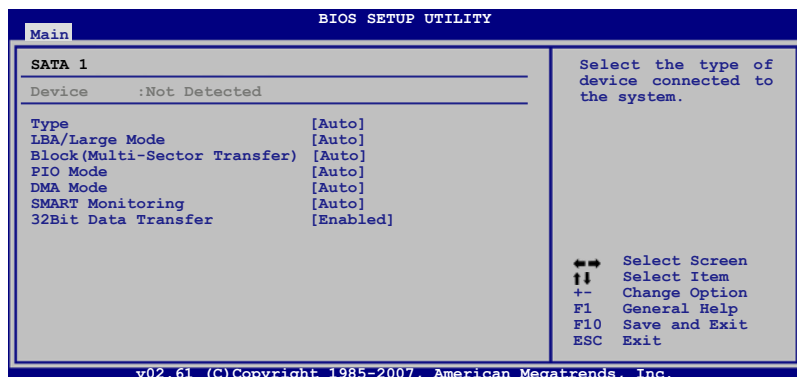 BIOS SETUP UTILITY
Main
SATA 1
Device :Not Detected
Type [Auto]
LBA/Large Mode [Auto]
Block(Multi-Sector Transfer) [Auto]
PIO Mode [Auto]
DMA Mode [Auto]
SMART Monitoring [Auto]
32Bit Data Transfer [Enabled]
Select the type of
device connected to
the system.
Select Screen
Select Item
+- Change Option
F1 General Help
F10 Save and Exit
ESC Exit
v02.61 (C)Copyright 1985-2007, American Megatrends, Inc.